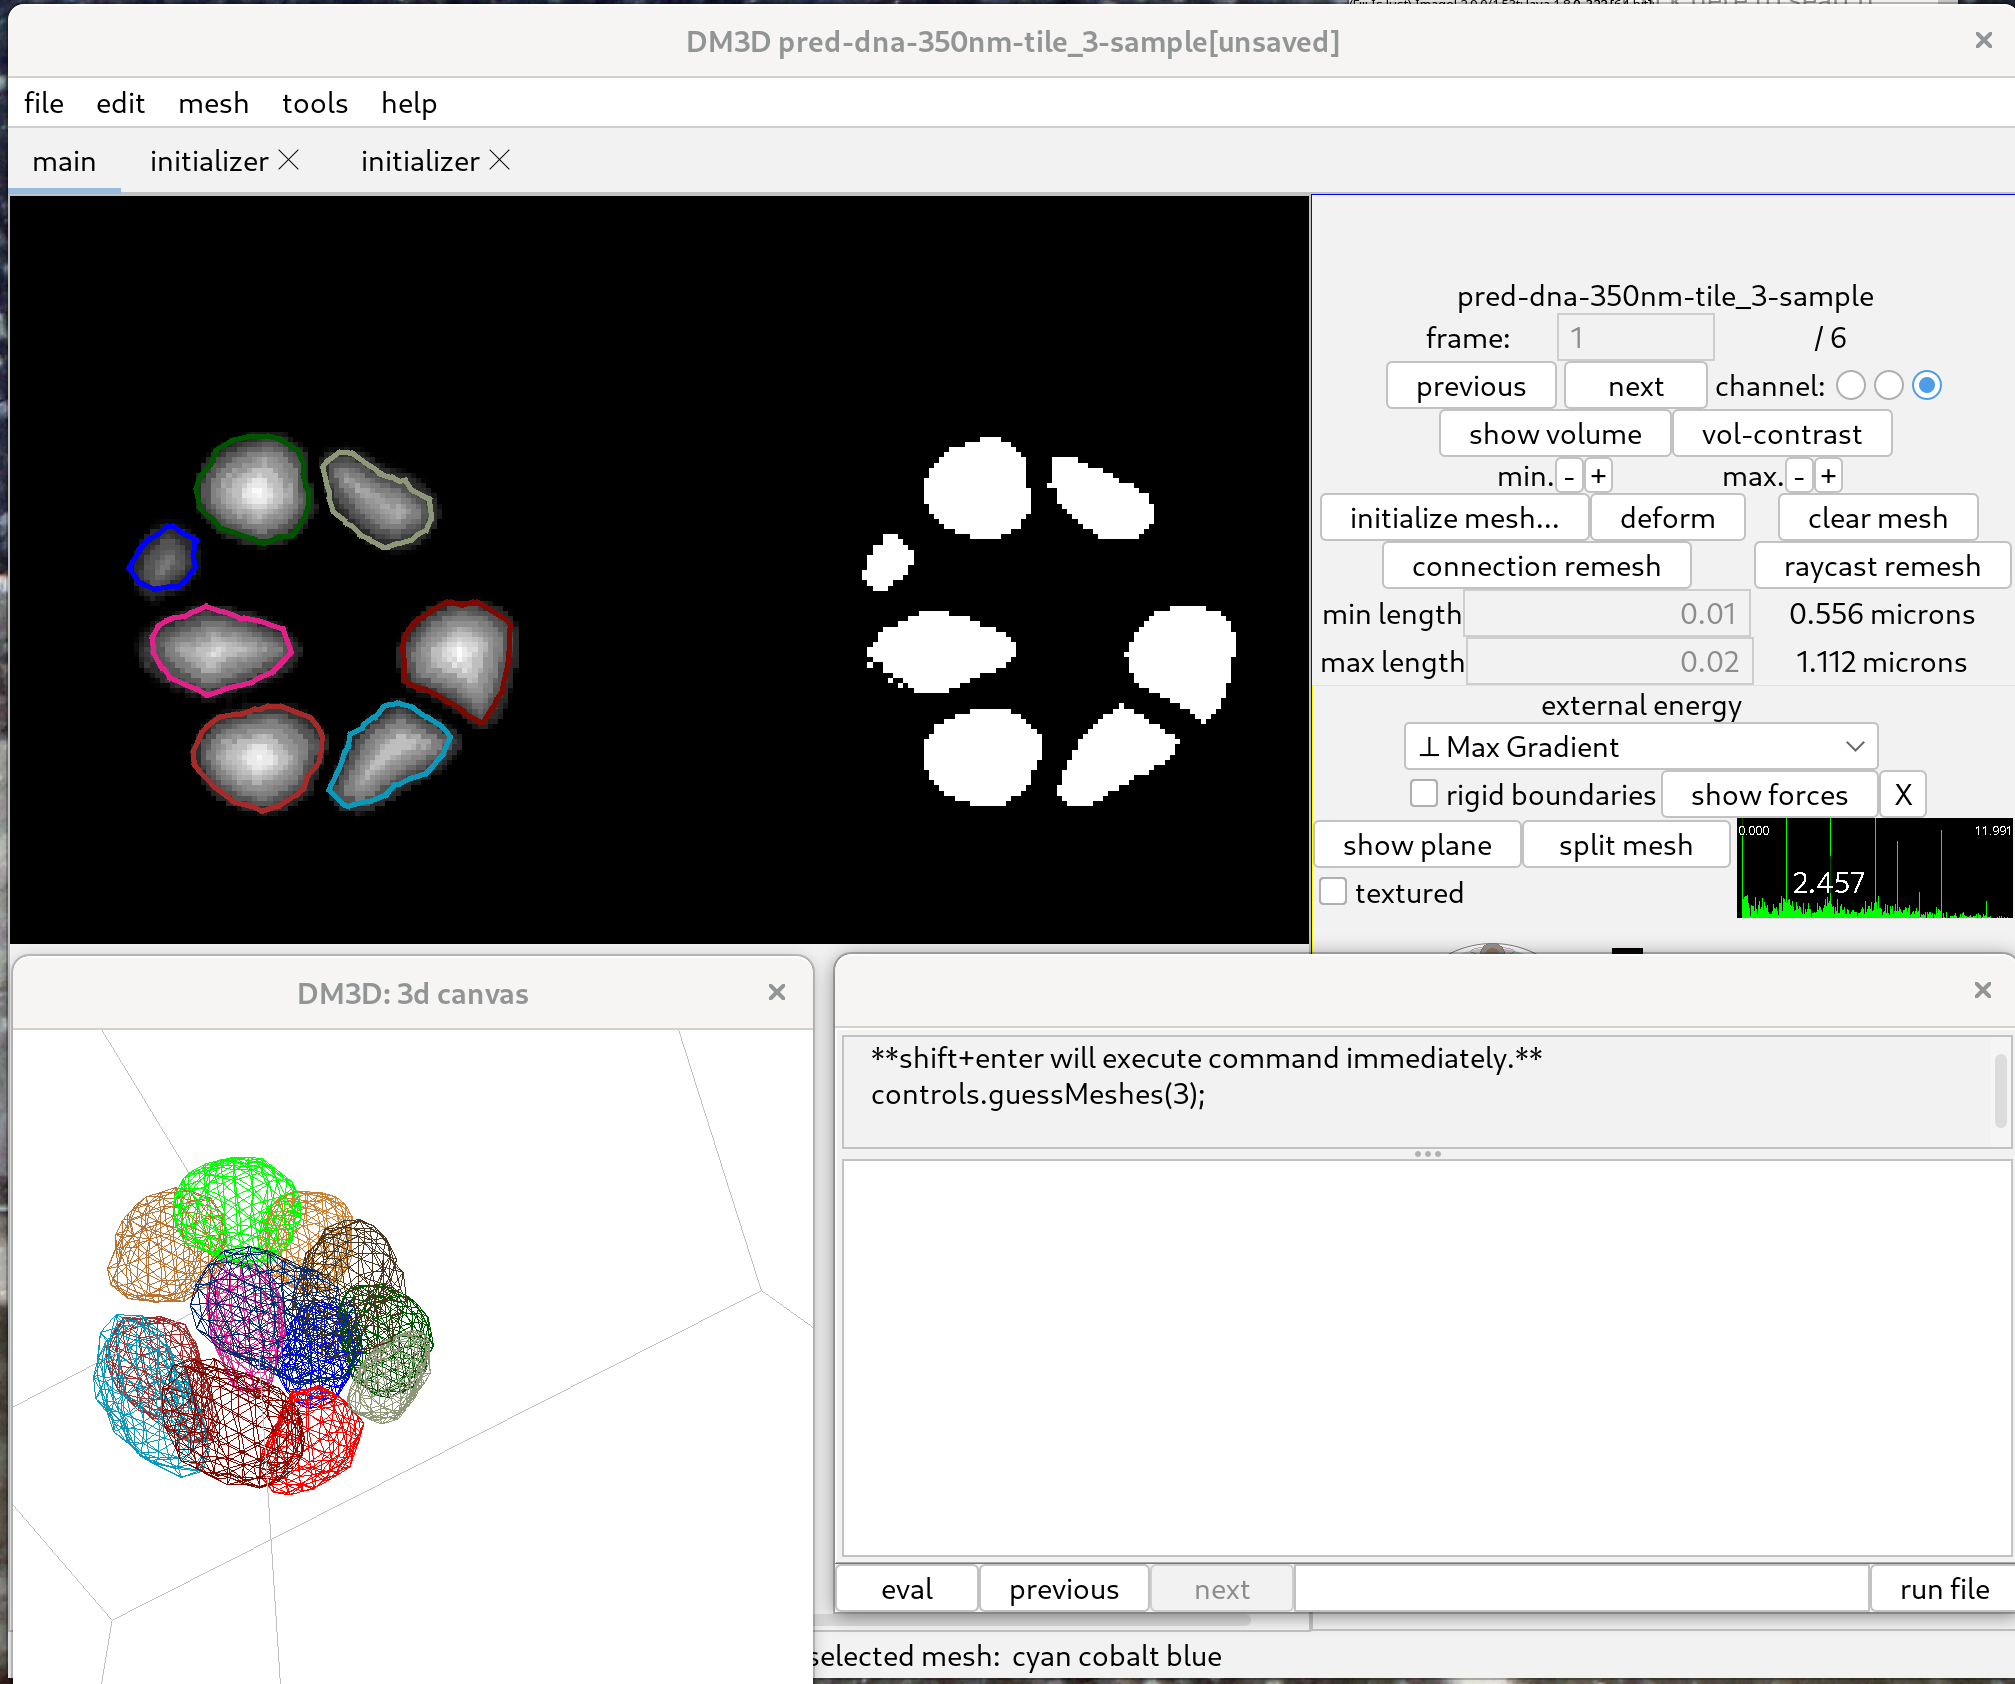 DM3D pred-dna-350nm-tile_3-sample[unsaved]
file edit mesh tools help
main initializer initializer
pred-dna-350nm-tile_3-sample
frame: 1 / 6
previous next channel:
show volume vol-contrast
min. - + max. - +
initialize mesh... deform clear mesh
connection remesh raycast remesh
min length 0.01 0.556 microns
max length 0.02 1.112 microns
external energy
⊥ Max Gradient
rigid boundaries show forces X
show plane split mesh
0.000 11.991
2.457
textured
DM3D: 3d canvas
**shift+enter will execute command immediately.**
controls.guessMeshes(3);
eval previous next run file
selected mesh: cyan cobalt blue